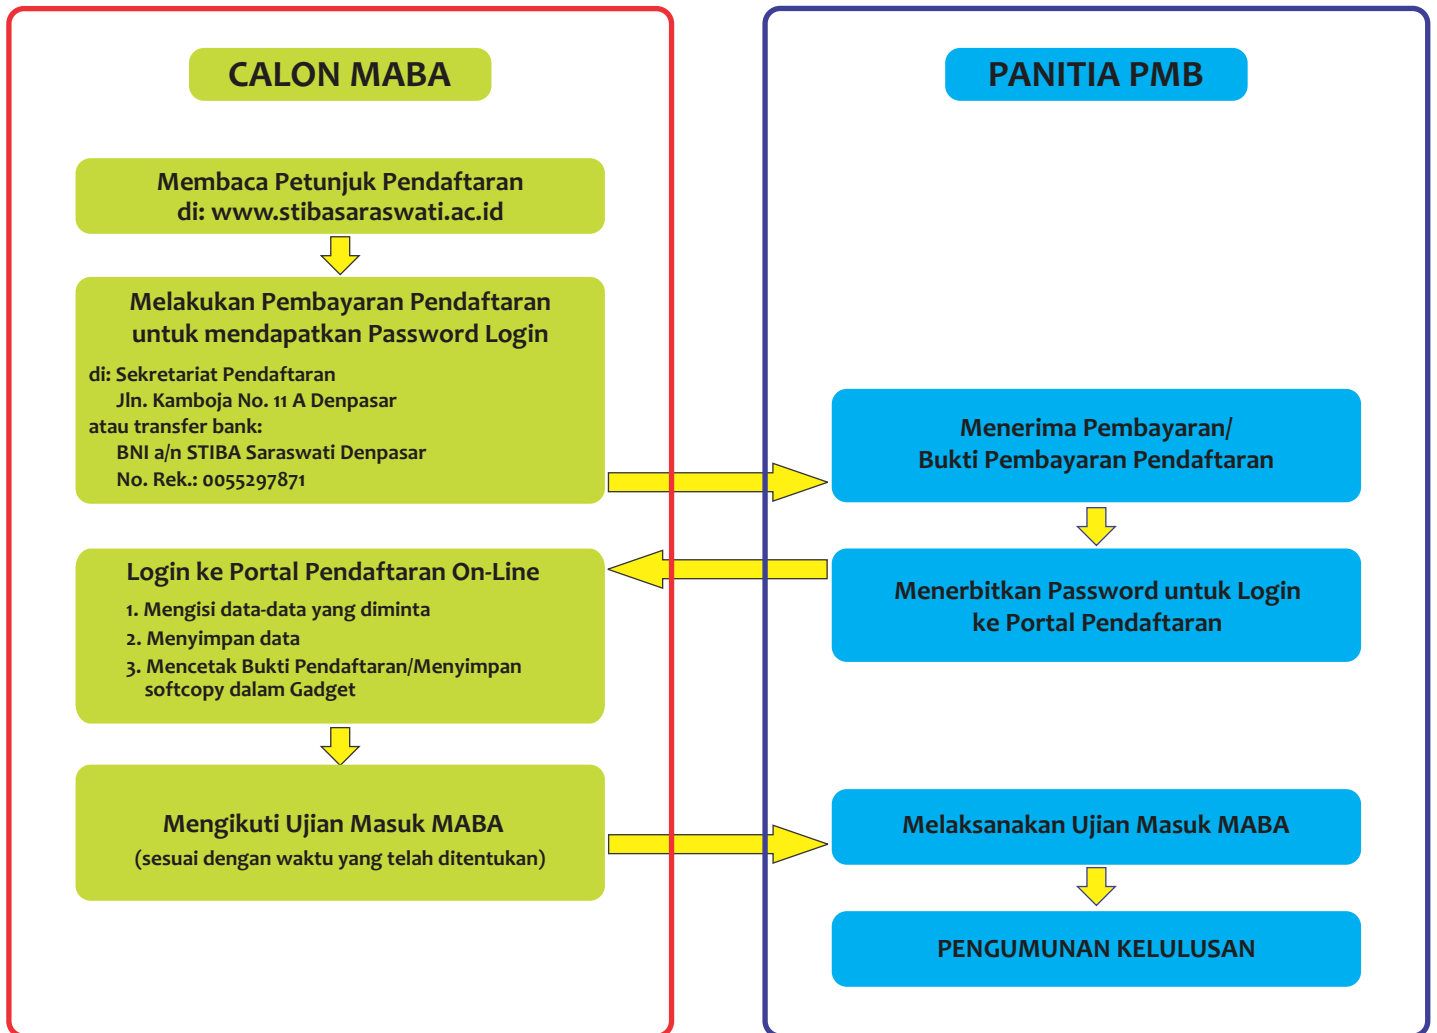 CALON MABA
Membaca Petunjuk Pendaftaran
di: www.stibasaraswati.ac.id
Melakukan Pembayaran Pendaftaran
untuk mendapatkan Password Login
di: Sekretariat Pendaftaran
Jln. Kamboja No. 11 A Denpasar
atau transfer bank:
BNI a/n STIBA Saraswati Denpasar
No. Rek.: 0055297871
Login ke Portal Pendaftaran On-Line
1. Mengisi data-data yang diminta
2. Menyimpan data
3. Mencetak Bukti Pendaftaran/Menyimpan
softcopy dalam Gadget
Mengikuti Ujian Masuk MABA
(sesuai dengan waktu yang telah ditentukan)
PANITIA PMB
Menerima Pembayaran/
Bukti Pembayaran Pendaftaran
Menerbitkan Password untuk Login
ke Portal Pendaftaran
Melaksanakan Ujian Masuk MABA
PENGUMUNAN KELULUSAN